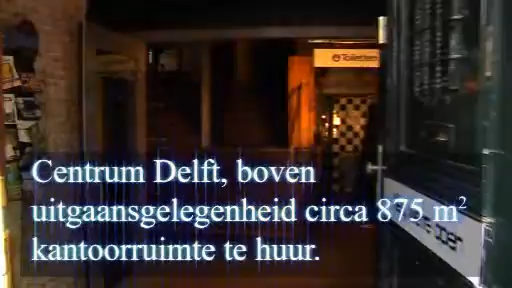 Toiletten
Centrum Delft, boven
uitgaansgelegenheid circa 875 m²
kantoorruimte te huur.